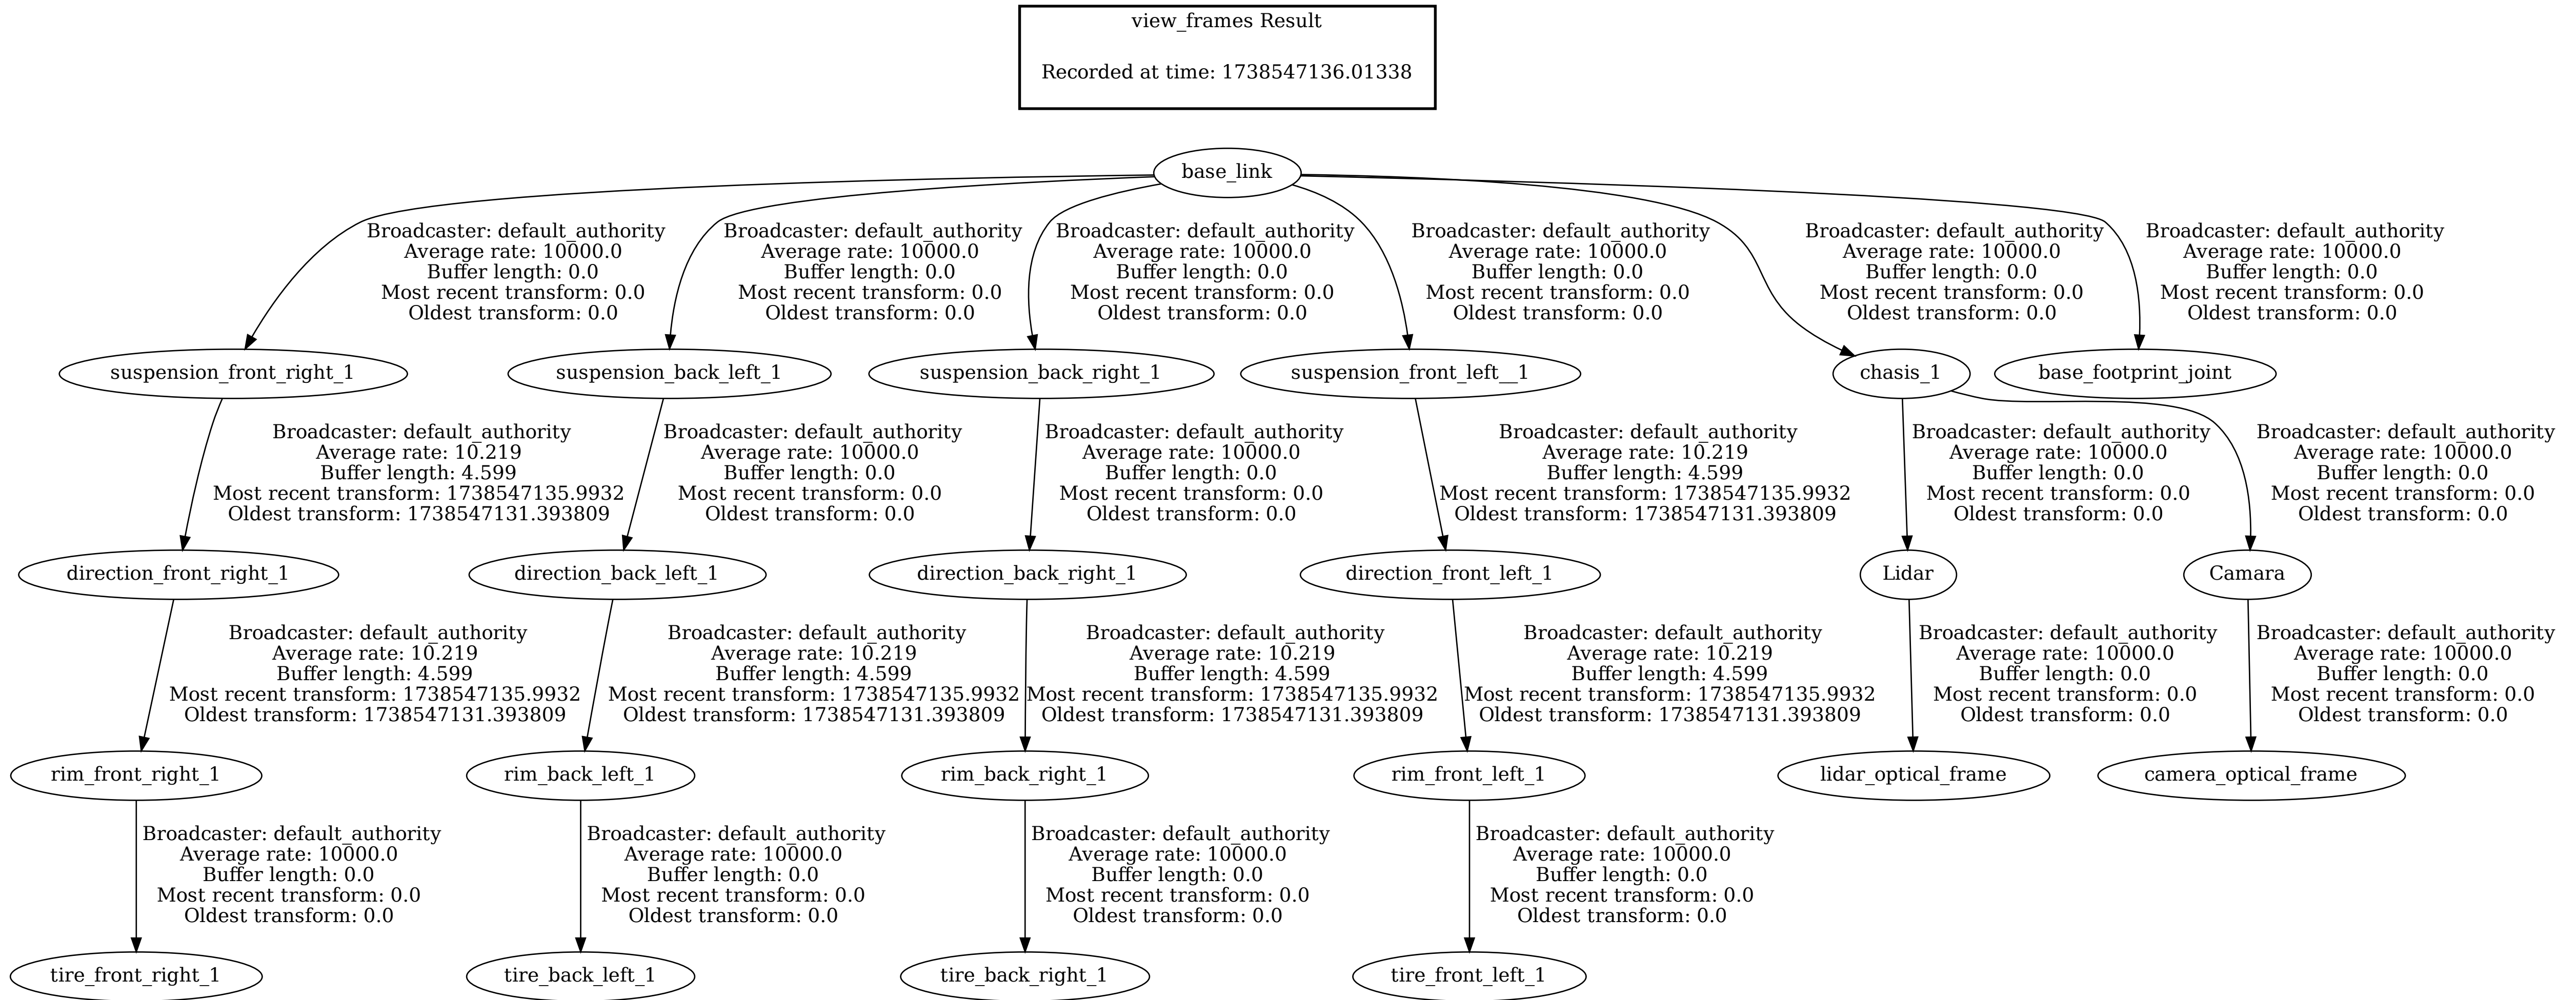 view_frames Result
Recorded at time: 1738547136.01338
base_link
Broadcaster: default_authority
Average rate: 10000.0
Buffer length: 0.0
Most recent transform: 0.0
Oldest transform: 0.0
Broadcaster: default_authority
Average rate: 10000.0
Buffer length: 0.0
Most recent transform: 0.0
Oldest transform: 0.0
Broadcaster: default_authority
Average rate: 10000.0
Buffer length: 0.0
Most recent transform: 0.0
Oldest transform: 0.0
Broadcaster: default_authority
Average rate: 10000.0
Buffer length: 0.0
Most recent transform: 0.0
Oldest transform: 0.0
Broadcaster: default_authority
Average rate: 10000.0
Buffer length: 0.0
Most recent transform: 0.0
Oldest transform: 0.0
Broadcaster: default_authority
Average rate: 10000.0
Buffer length: 0.0
Most recent transform: 0.0
Oldest transform: 0.0
suspension_front_right_1
suspension_back_left_1
suspension_back_right_1
suspension_front_left__1
chasis_1
base_footprint_joint
Broadcaster: default_authority
Average rate: 10.219
Buffer length: 4.599
Most recent transform: 1738547135.9932
Oldest transform: 1738547131.393809
Broadcaster: default_authority
Average rate: 10000.0
Buffer length: 0.0
Most recent transform: 0.0
Oldest transform: 0.0
Broadcaster: default_authority
Average rate: 10000.0
Buffer length: 0.0
Most recent transform: 0.0
Oldest transform: 0.0
Broadcaster: default_authority
Average rate: 10.219
Buffer length: 4.599
Most recent transform: 1738547135.9932
Oldest transform: 1738547131.393809
Broadcaster: default_authority
Average rate: 10000.0
Buffer length: 0.0
Most recent transform: 0.0
Oldest transform: 0.0
Broadcaster: default_authority
Average rate: 10000.0
Buffer length: 0.0
Most recent transform: 0.0
Oldest transform: 0.0
direction_front_right_1
direction_back_left_1
direction_back_right_1
direction_front_left_1
Lidar
Camara
Broadcaster: default_authority
Average rate: 10.219
Buffer length: 4.599
Most recent transform: 1738547135.9932
Oldest transform: 1738547131.393809
Broadcaster: default_authority
Average rate: 10.219
Buffer length: 4.599
Most recent transform: 1738547135.9932
Oldest transform: 1738547131.393809
Broadcaster: default_authority
Average rate: 10.219
Buffer length: 4.599
Most recent transform: 1738547135.9932
Oldest transform: 1738547131.393809
Broadcaster: default_authority
Average rate: 10.219
Buffer length: 4.599
Most recent transform: 1738547135.9932
Oldest transform: 1738547131.393809
Broadcaster: default_authority
Average rate: 10000.0
Buffer length: 0.0
Most recent transform: 0.0
Oldest transform: 0.0
Broadcaster: default_authority
Average rate: 10000.0
Buffer length: 0.0
Most recent transform: 0.0
Oldest transform: 0.0
rim_front_right_1
rim_back_left_1
rim_back_right_1
rim_front_left_1
lidar_optical_frame
camera_optical_frame
Broadcaster: default_authority
Average rate: 10000.0
Buffer length: 0.0
Most recent transform: 0.0
Oldest transform: 0.0
Broadcaster: default_authority
Average rate: 10000.0
Buffer length: 0.0
Most recent transform: 0.0
Oldest transform: 0.0
Broadcaster: default_authority
Average rate: 10000.0
Buffer length: 0.0
Most recent transform: 0.0
Oldest transform: 0.0
Broadcaster: default_authority
Average rate: 10000.0
Buffer length: 0.0
Most recent transform: 0.0
Oldest transform: 0.0
tire_front_right_1
tire_back_left_1
tire_back_right_1
tire_front_left_1